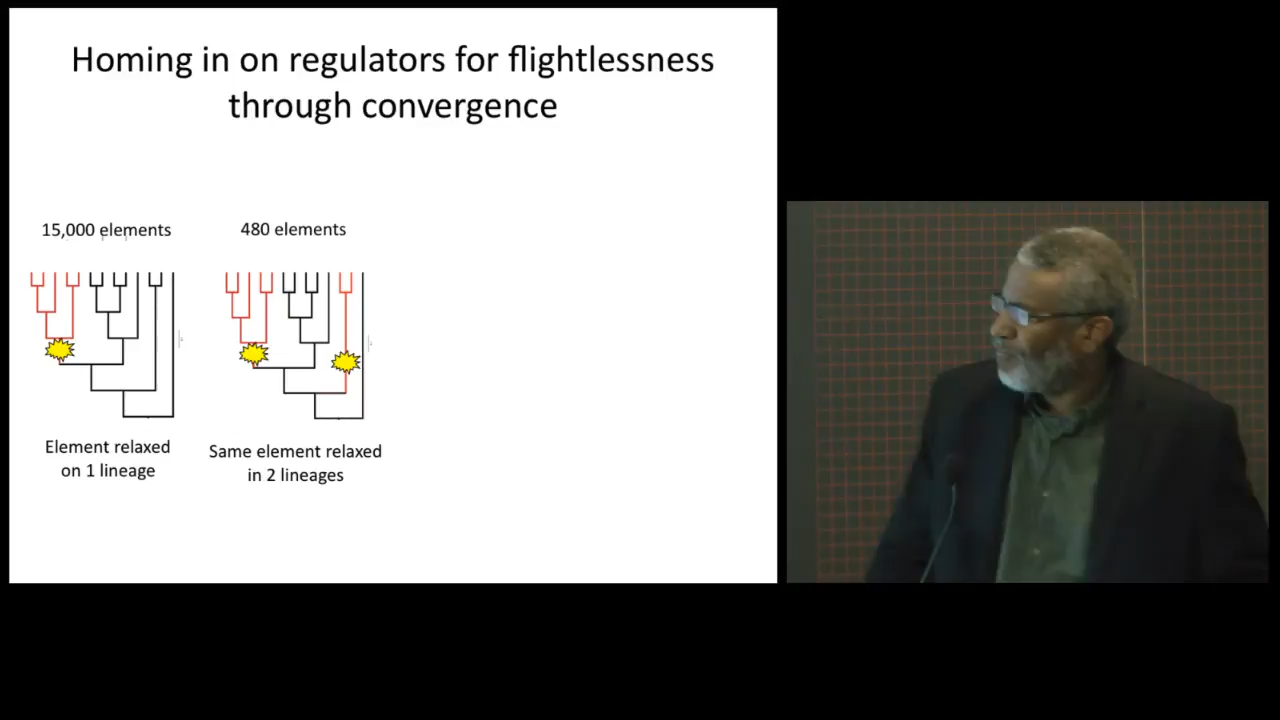 Homing in on regulators for flightlessness
through convergence
15,000 elements
480 elements
Element relaxed
on 1 lineage
Same element relaxed
in 2 lineages